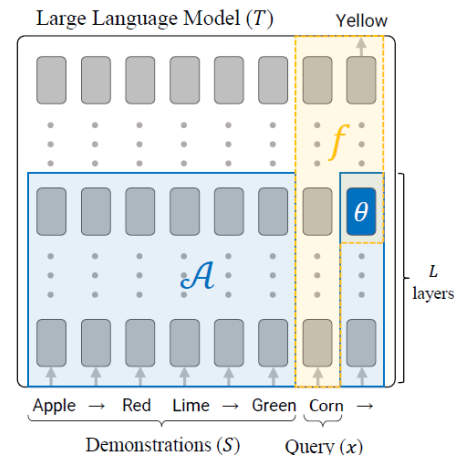 Large Language Model (T) Yellow
f
θ
𝒜
L
layers
Apple → Red Lime → Green Corn →
Demonstrations (S) Query (x)